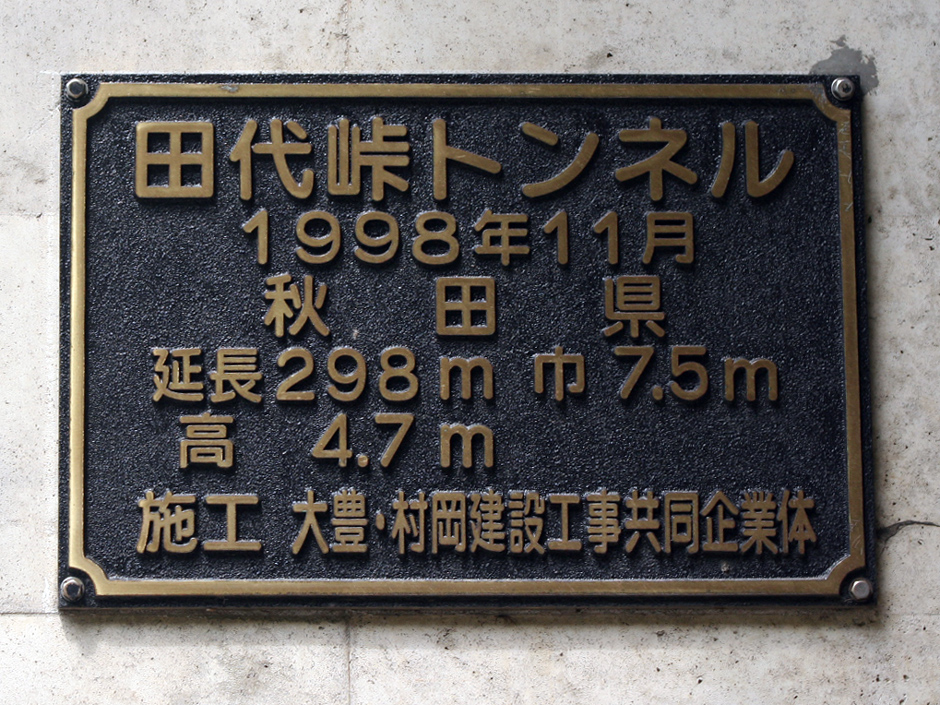 田代峠トンネル
1998年11月
秋田県
延長298m 巾7.5m
高 4.7m
施工 大豊・村岡建設工事共同企業体